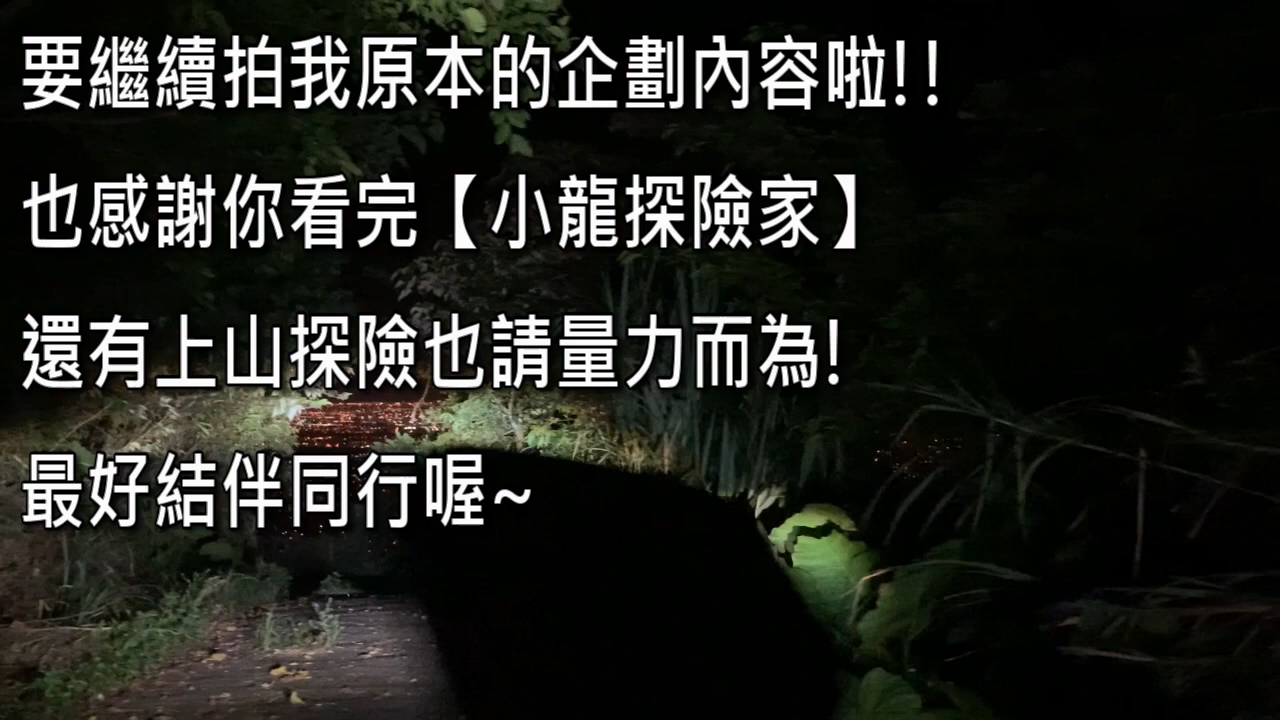 要繼續拍我原本的企劃內容啦!!
也感謝你看完【小龍探險家】
還有上山探險也請量力而為!
最好結伴同行喔~